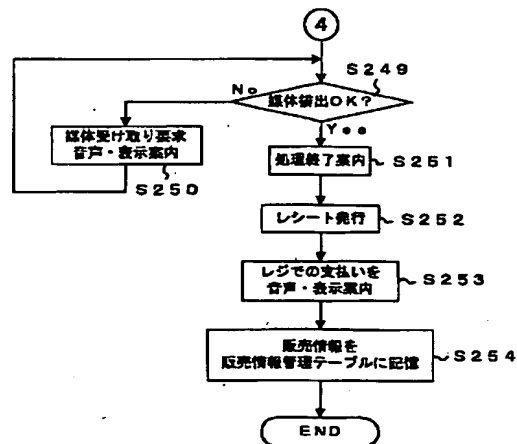 4
S249
No
媒体排出OK?
Yes
媒体受け取り要求
音声・表示案内
S250
処理終了案内
S251
レシート発行
S252
レジでの支払いを
音声・表示案内
S253
販売情報を
販売情報管理テーブルに記憶
S254
END